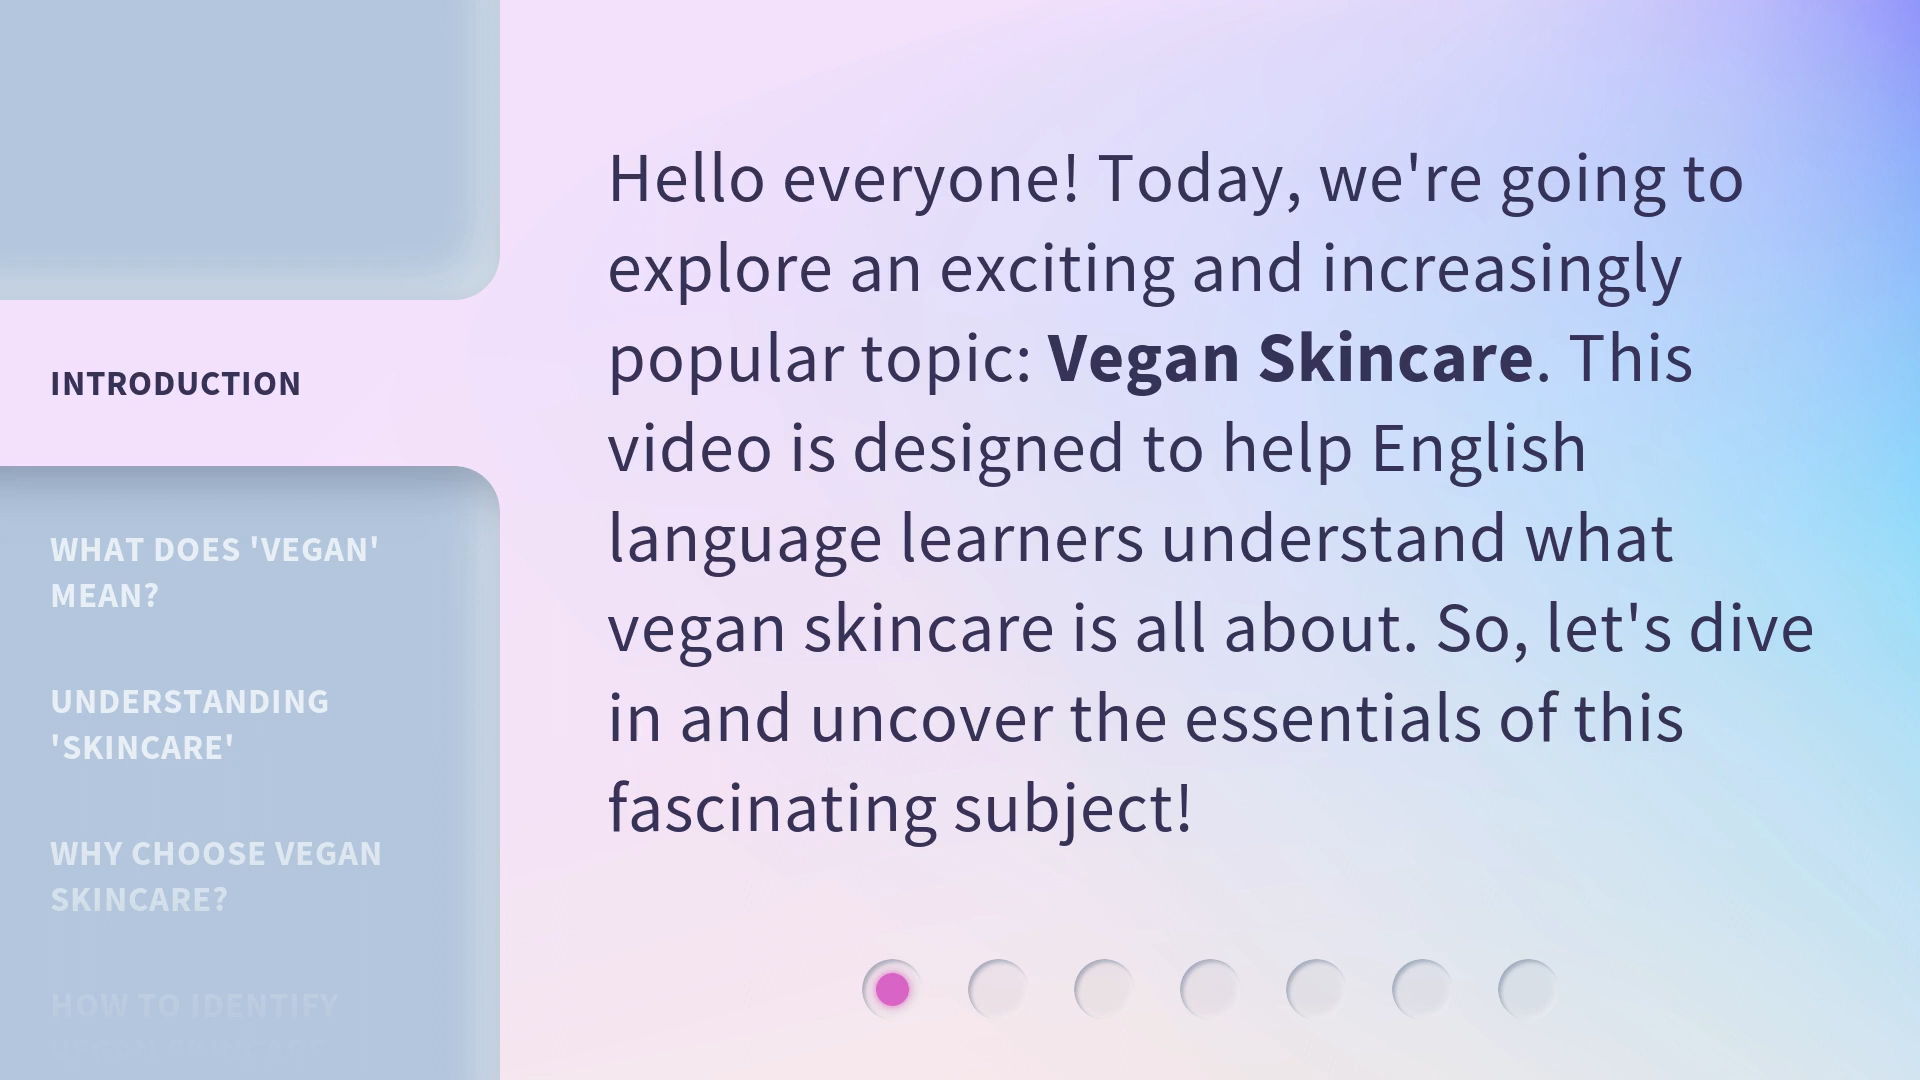 INTRODUCTION
WHAT DOES 'VEGAN'
MEAN?
UNDERSTANDING
'SKINCARE'
WHY CHOOSE VEGAN
SKINCARE?
HOW TO IDENTIFY
VEGAN SKINCARE
Hello everyone! Today, we're going to
explore an exciting and increasingly
popular topic: Vegan Skincare. This
video is designed to help English
language learners understand what
vegan skincare is all about. So, let's dive
in and uncover the essentials of this
fascinating subject!